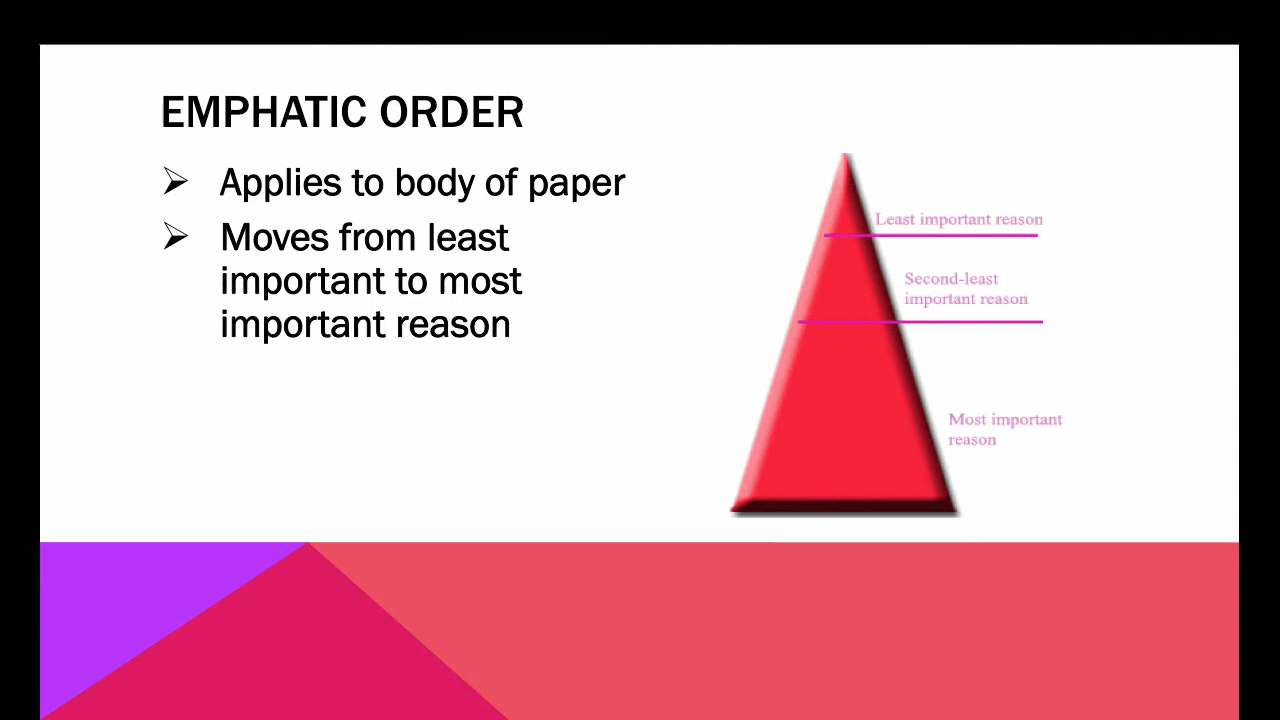 EMPHATIC ORDER
Applies to body of paper
Moves from least
important to most
important reason
Least important reason
Second-least
important reason
Most important
reason